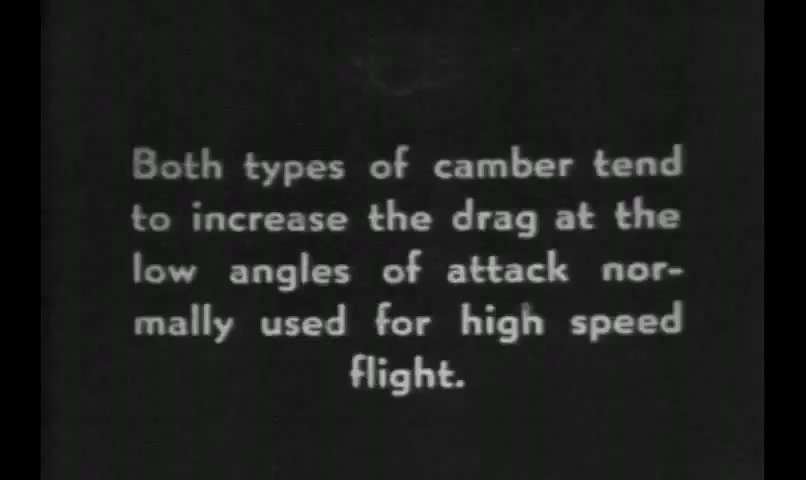 Both types of camber tend
to increase the drag at the
low angles of attack nor-
mally used for high speed
flight.